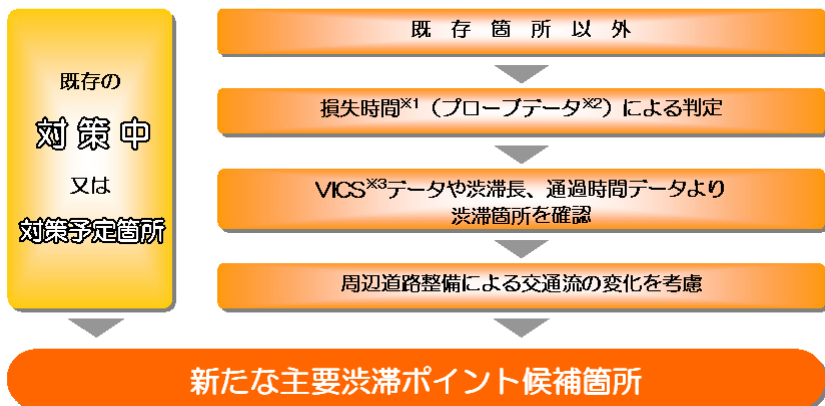 既存の
対策中
又は
対策予定箇所
既存箇所以外
損失時間※1（プローブデータ※2）による判定
VICS※3データや渋滞長、通過時間データより
渋滞箇所を確認
周辺道路整備による交通流の変化を考慮
新たな主要渋滞ポイント候補箇所